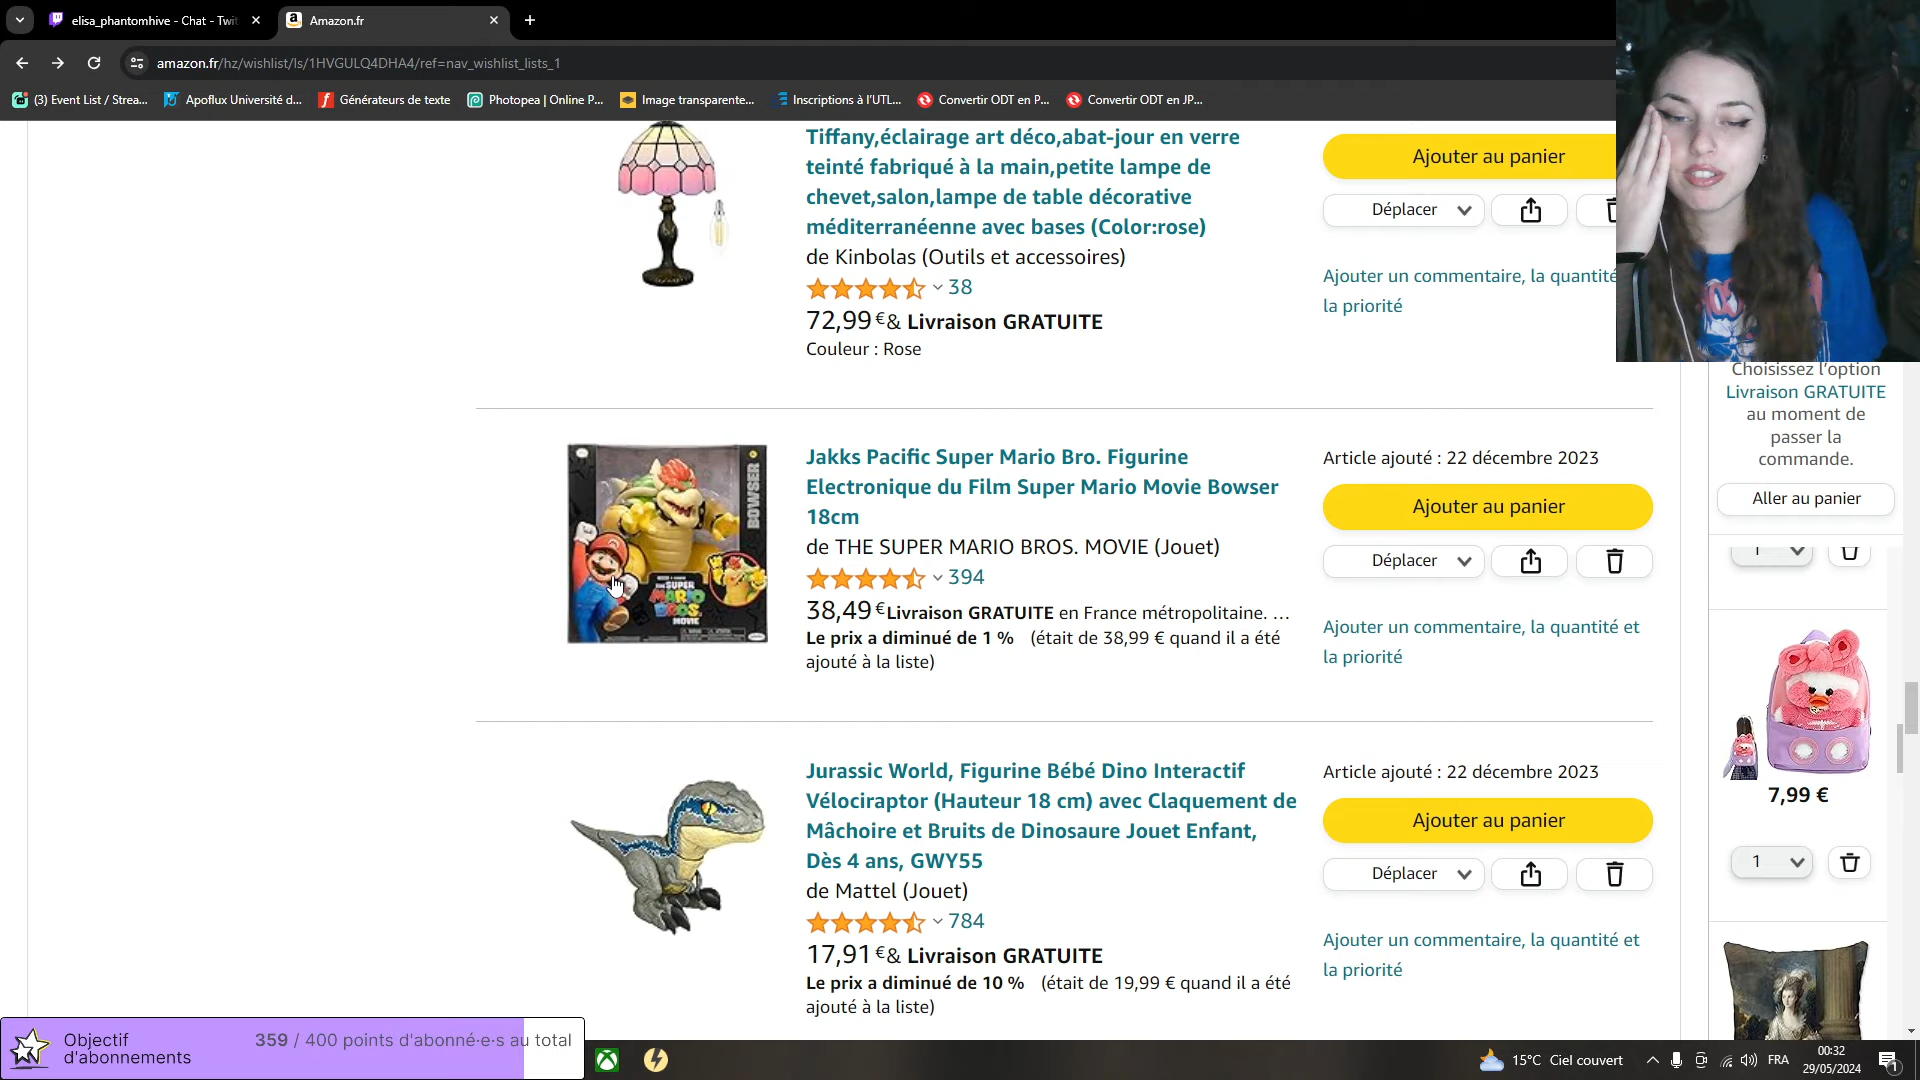 elisa_phantomhive - Chat - Twit
Amazon.fr
amazon.fr/hz/wishlist/ls/1HVGULQ4DHA4/ref=nav_wishlist_lists_1
(3) Event List / Strea...
Apoflux Université d...
Générateurs de texte
Photopea | Online P...
Image transparente...
Inscriptions à l'UTL...
Convertir ODT en P...
Convertir ODT en JP...
Tiffany,éclairage art déco,abat-jour en verre
teinté fabriqué à la main,petite lampe de
chevet,salon,lampe de table décorative
méditerranéenne avec bases (Color:rose)
de Kinbolas (Outils et accessoires)
38
72,99 € & Livraison GRATUITE
Couleur : Rose
Ajouter au panier
Déplacer
Ajouter un commentaire, la quantité
la priorité
Jakks Pacific Super Mario Bro. Figurine
Electronique du Film Super Mario Movie Bowser
18cm
de THE SUPER MARIO BROS. MOVIE (Jouet)
394
38,49 € Livraison GRATUITE en France métropolitaine. ...
Le prix a diminué de 1 % (était de 38,99 € quand il a été
ajouté à la liste)
BOWSER
SUPER
MARIO
BROS.
MOVIE
Article ajouté : 22 décembre 2023
Ajouter au panier
Déplacer
Ajouter un commentaire, la quantité et
la priorité
Jurassic World, Figurine Bébé Dino Interactif
Vélociraptor (Hauteur 18 cm) avec Claquement de
Mâchoire et Bruits de Dinosaure Jouet Enfant,
Dès 4 ans, GWY55
de Mattel (Jouet)
784
17,91 € & Livraison GRATUITE
Le prix a diminué de 10 % (était de 19,99 € quand il a été
ajouté à la liste)
Article ajouté : 22 décembre 2023
Ajouter au panier
Déplacer
Ajouter un commentaire, la quantité et
la priorité
Choisissez l'option
Livraison GRATUITE
au moment de
passer la
commande.
Aller au panier
1
7,99 €
1
Objectif
d'abonnements
359 / 400 points d'abonné·e·s au total
15°C Ciel couvert
FRA
00:32
29/05/2024
1